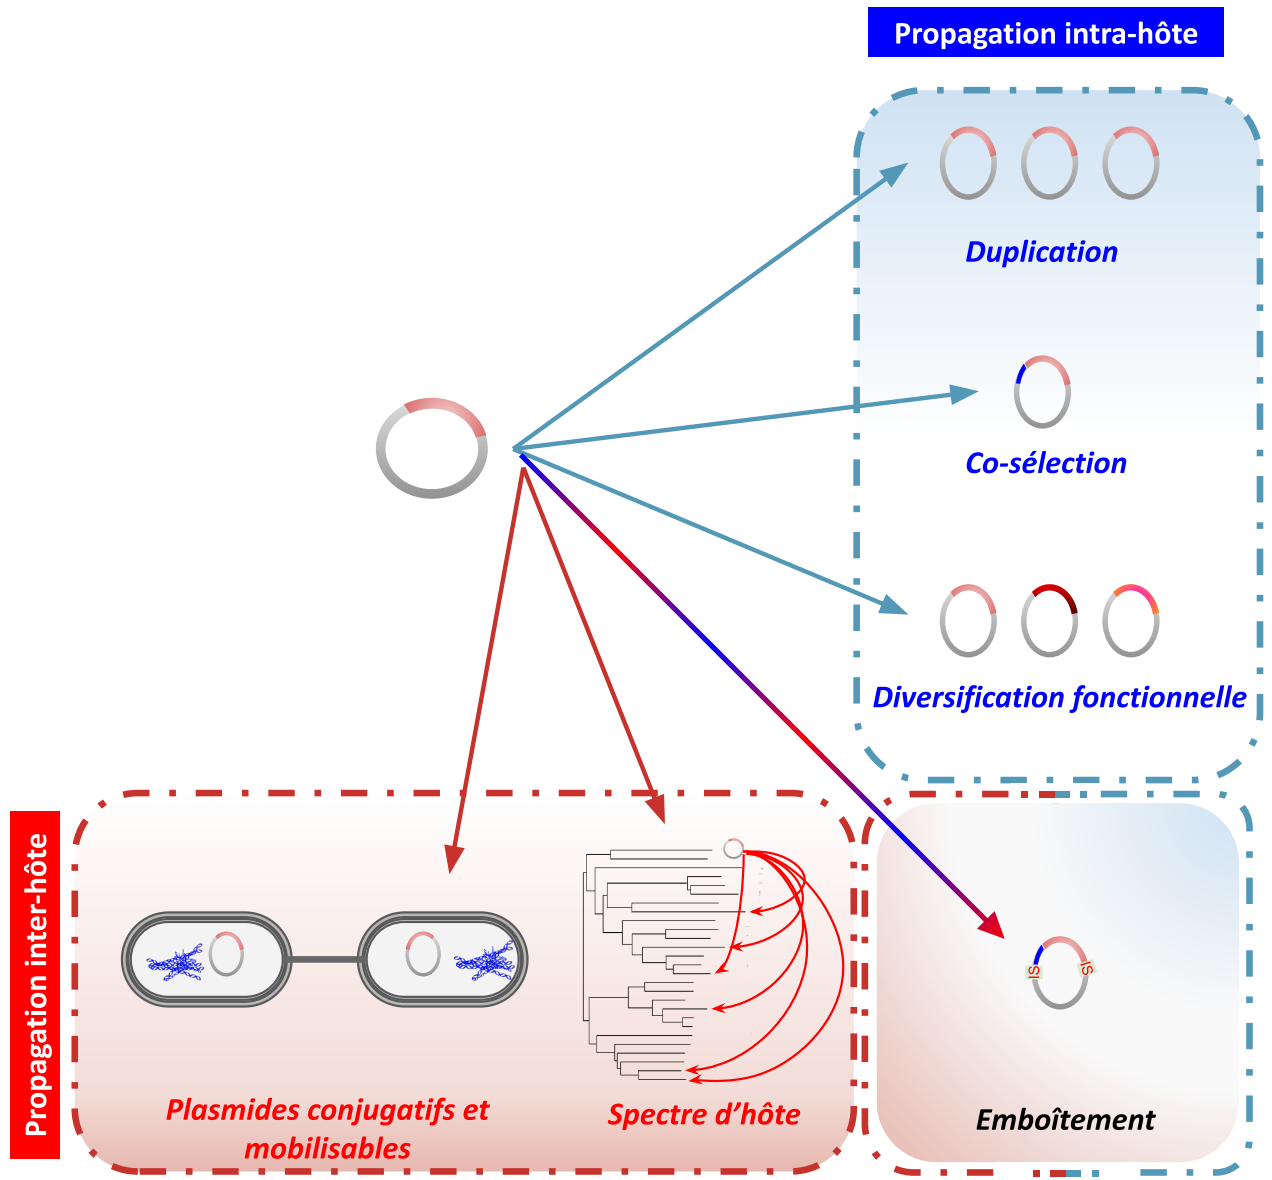 Propagation intra-hôte
Duplication
Co-sélection
Diversification fonctionnelle
Propagation inter-hôte
Plasmides conjugatifs et
mobilisables
Spectre d’hôte
IS
IS
Emboîtement